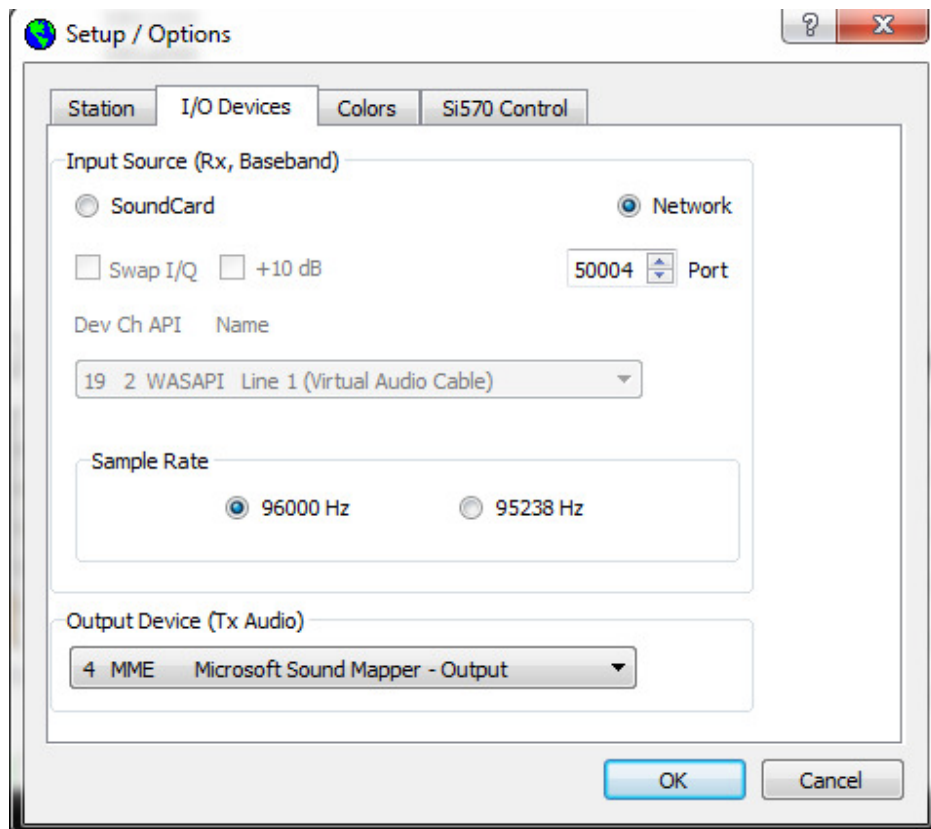 Setup / Options
Station I/O Devices Colors Si570 Control
Input Source (Rx, Baseband)
SoundCard Network
Swap I/Q +10 dB 50004 Port
Dev Ch API Name
19 2 WASAPI Line 1 (Virtual Audio Cable)
Sample Rate
96000 Hz 95238 Hz
Output Device (Tx Audio)
4 MME Microsoft Sound Mapper - Output
OK Cancel